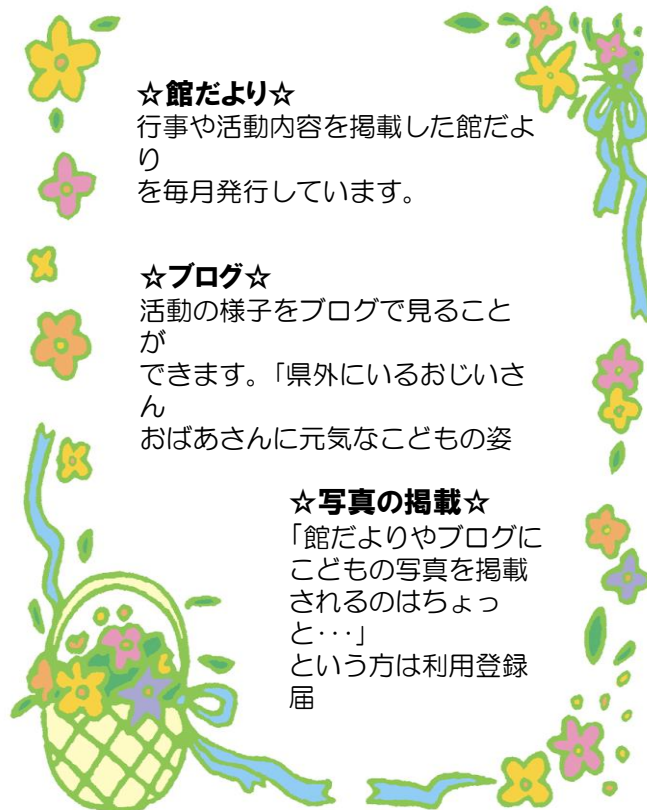 ☆館だより☆
行事や活動内容を掲載した館だよ
り
を毎月発行しています。
☆ブログ☆
活動の様子をブログで見ること
が
できます。「県外にいるおじいさ
ん
おばあさんに元気なこどもの姿
☆写真の掲載☆
「館だよりやブログに
こどもの写真を掲載
されるのはちょっ
と･･･」
という方は利用登録
届